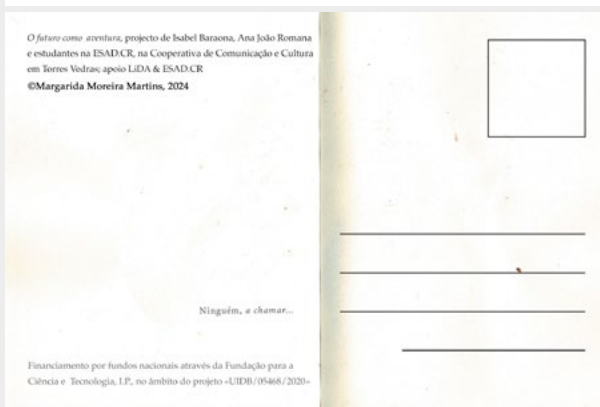 O futuro como aventura, projecto de Isabel Baraona, Ana João Romana
e estudantes na ESAD.CR, na Cooperativa de Comunicação e Cultura
em Torres Vedras; apoio LiDA & ESAD.CR
©Margarida Moreira Martins, 2024
Ninguém, a chamar...
Financiamento por fundos nacionais através da Fundação para a
Ciência e Tecnologia, I.P., no âmbito do projeto «UIDB/05468/2020»